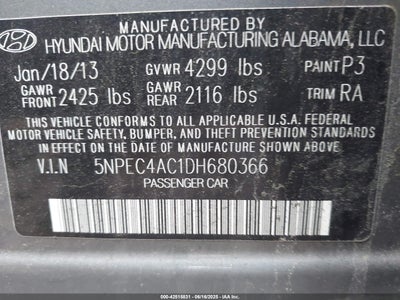 MANUFACTURED BY
HYUNDAI MOTOR MANUFACTURING ALABAMA, LLC
Jan/18/13 GVWR 4299 lbs PAINT P3
GAWR FRONT 2425 lbs GAWR REAR 2116 lbs TRIM RA
THIS VEHICLE CONFORMS TO ALL APPLICABLE FEDERAL
MOTOR VEHICLE SAFETY, BUMPER, AND THEFT PREVENTION
STANDARDS IN EFFECT ON THE DATE OF
MANUFACTURE SHOWN ABOVE.
V.I.N 5NPEC4AC1DH680366
PASSENGER CAR
000-42515031 - 06/16/2025 - IAAI.COM